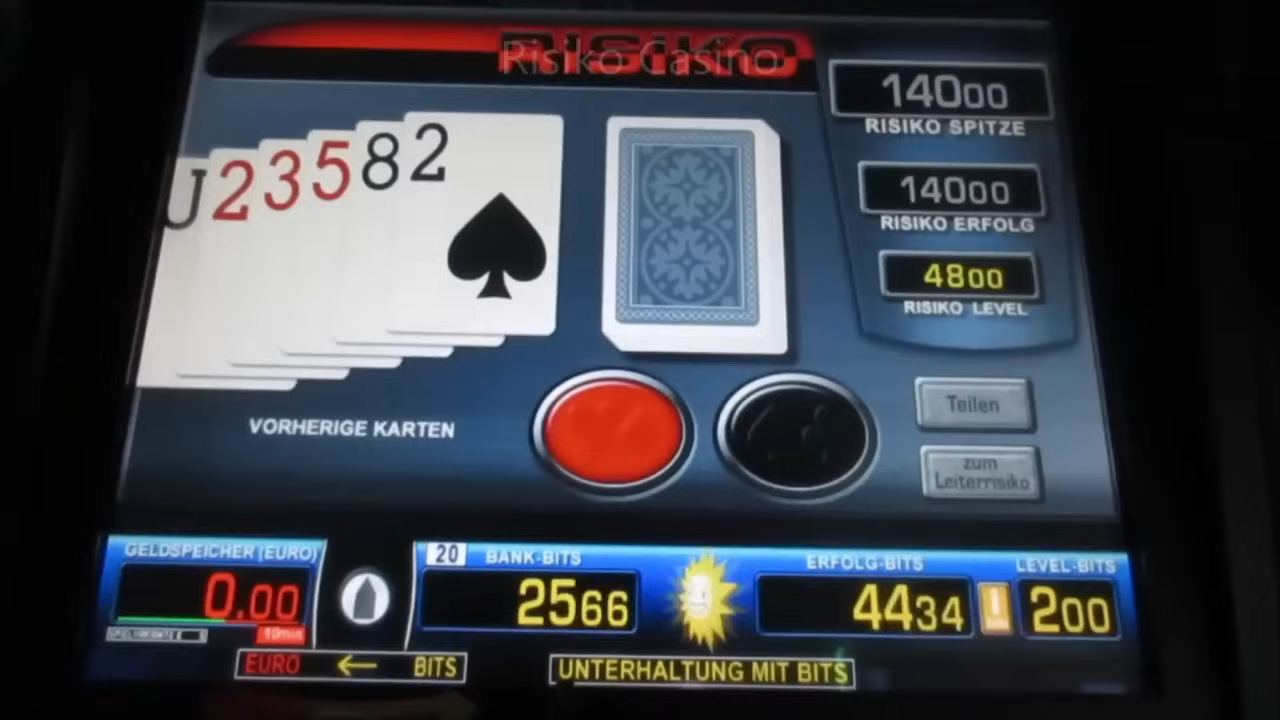 RISIKO
Risiko Casino
14000
RISIKO SPITZE
J 2 3 5 8 2
14000
RISIKO ERFOLG
4800
RISIKO LEVEL
Teilen
VORHERIGE KARTEN
zum
Leiterrisiko
GELDSPEICHER (EURO)
0.00
10min
20 BANK-BITS
2566
ERFOLG-BITS
4434
LEVEL-BITS
200
EURO ← BITS
UNTERHALTUNG MIT BITS